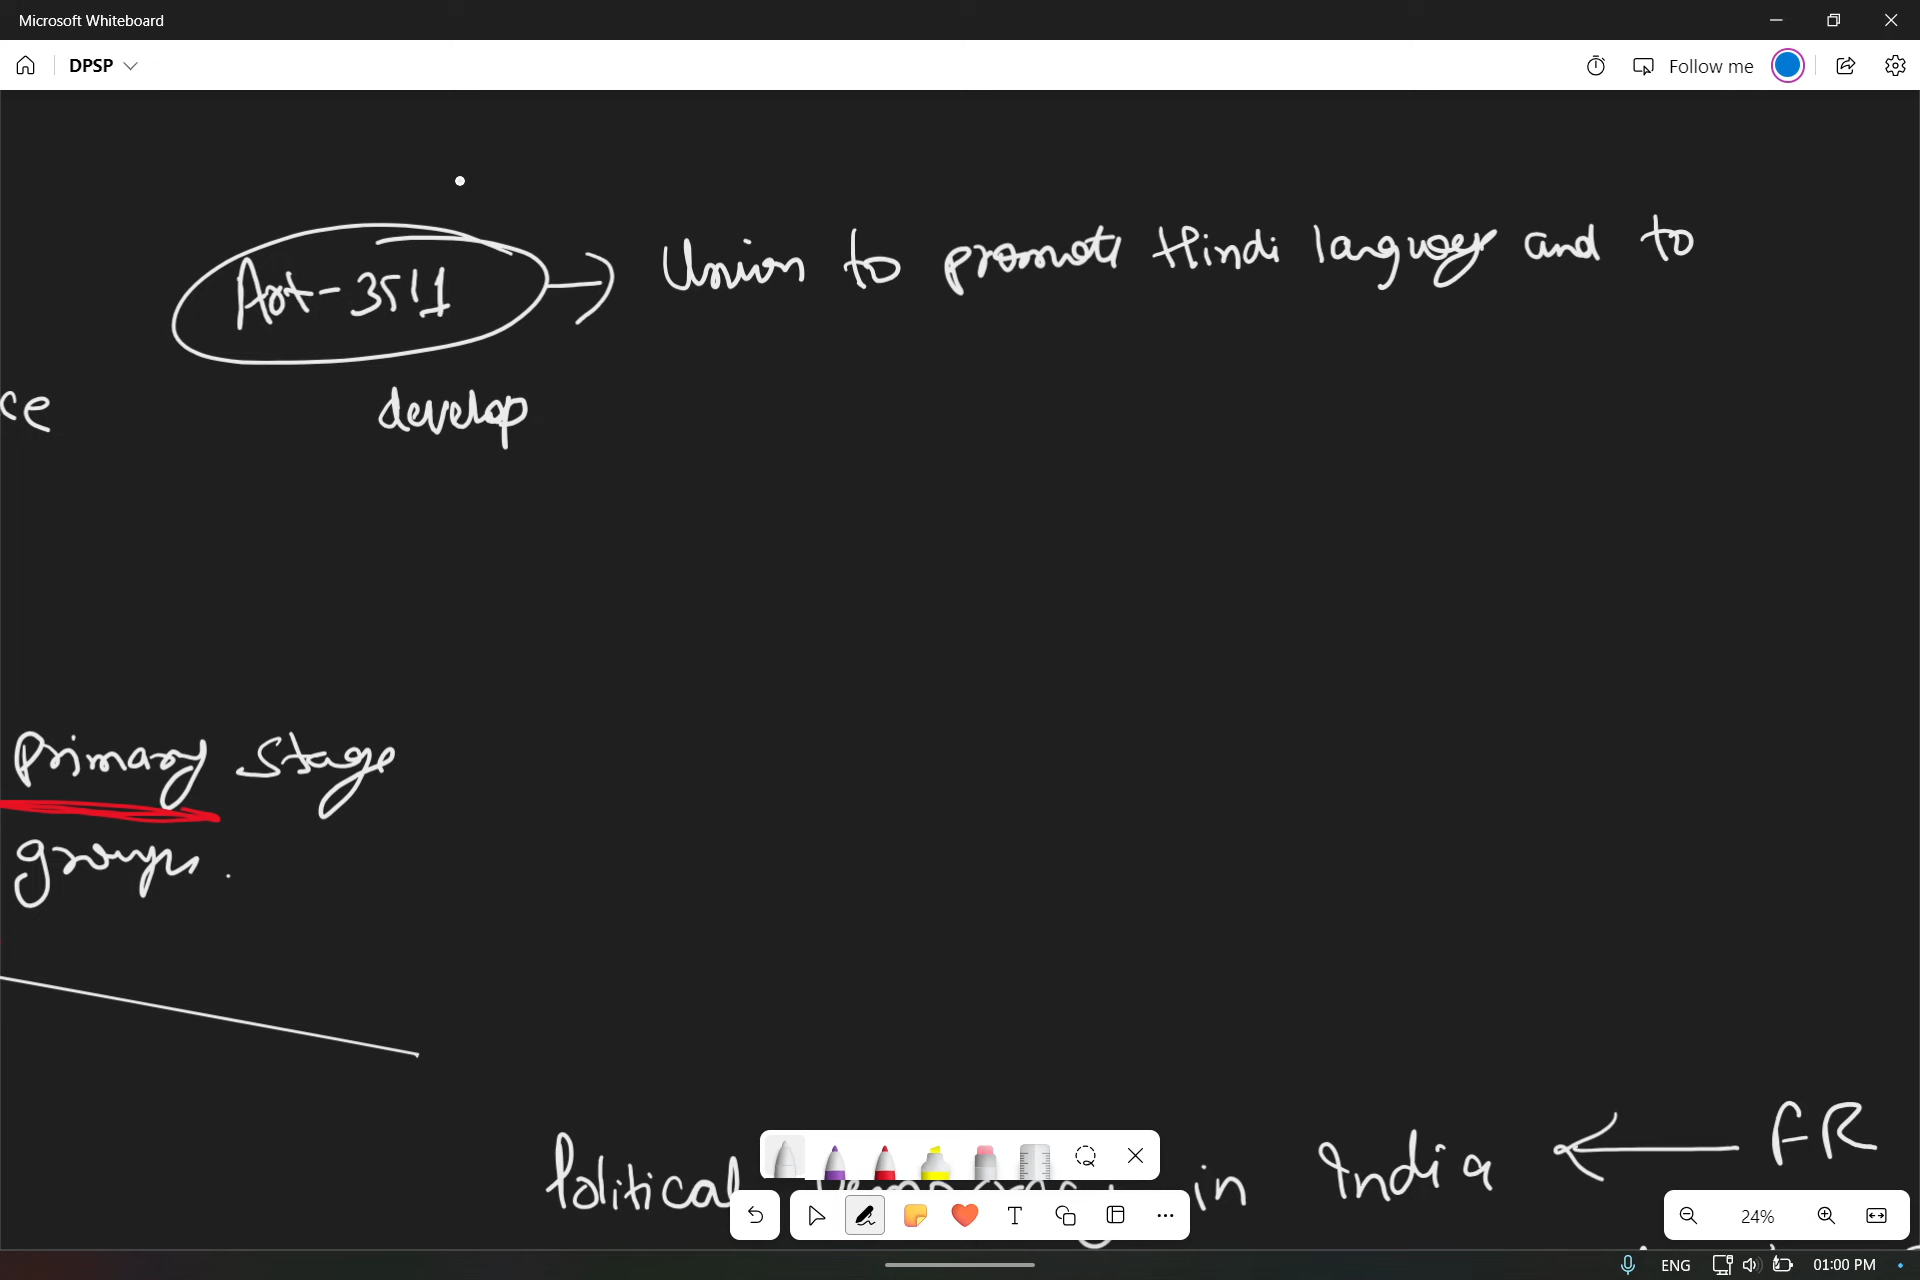 Microsoft Whiteboard
DPSP
Follow me
Art-351 → Union to promote Hindi language and to
develop
ce
Primary Stage
groups.
Political Democracy in India ← FR
24%
ENG
01:00 PM